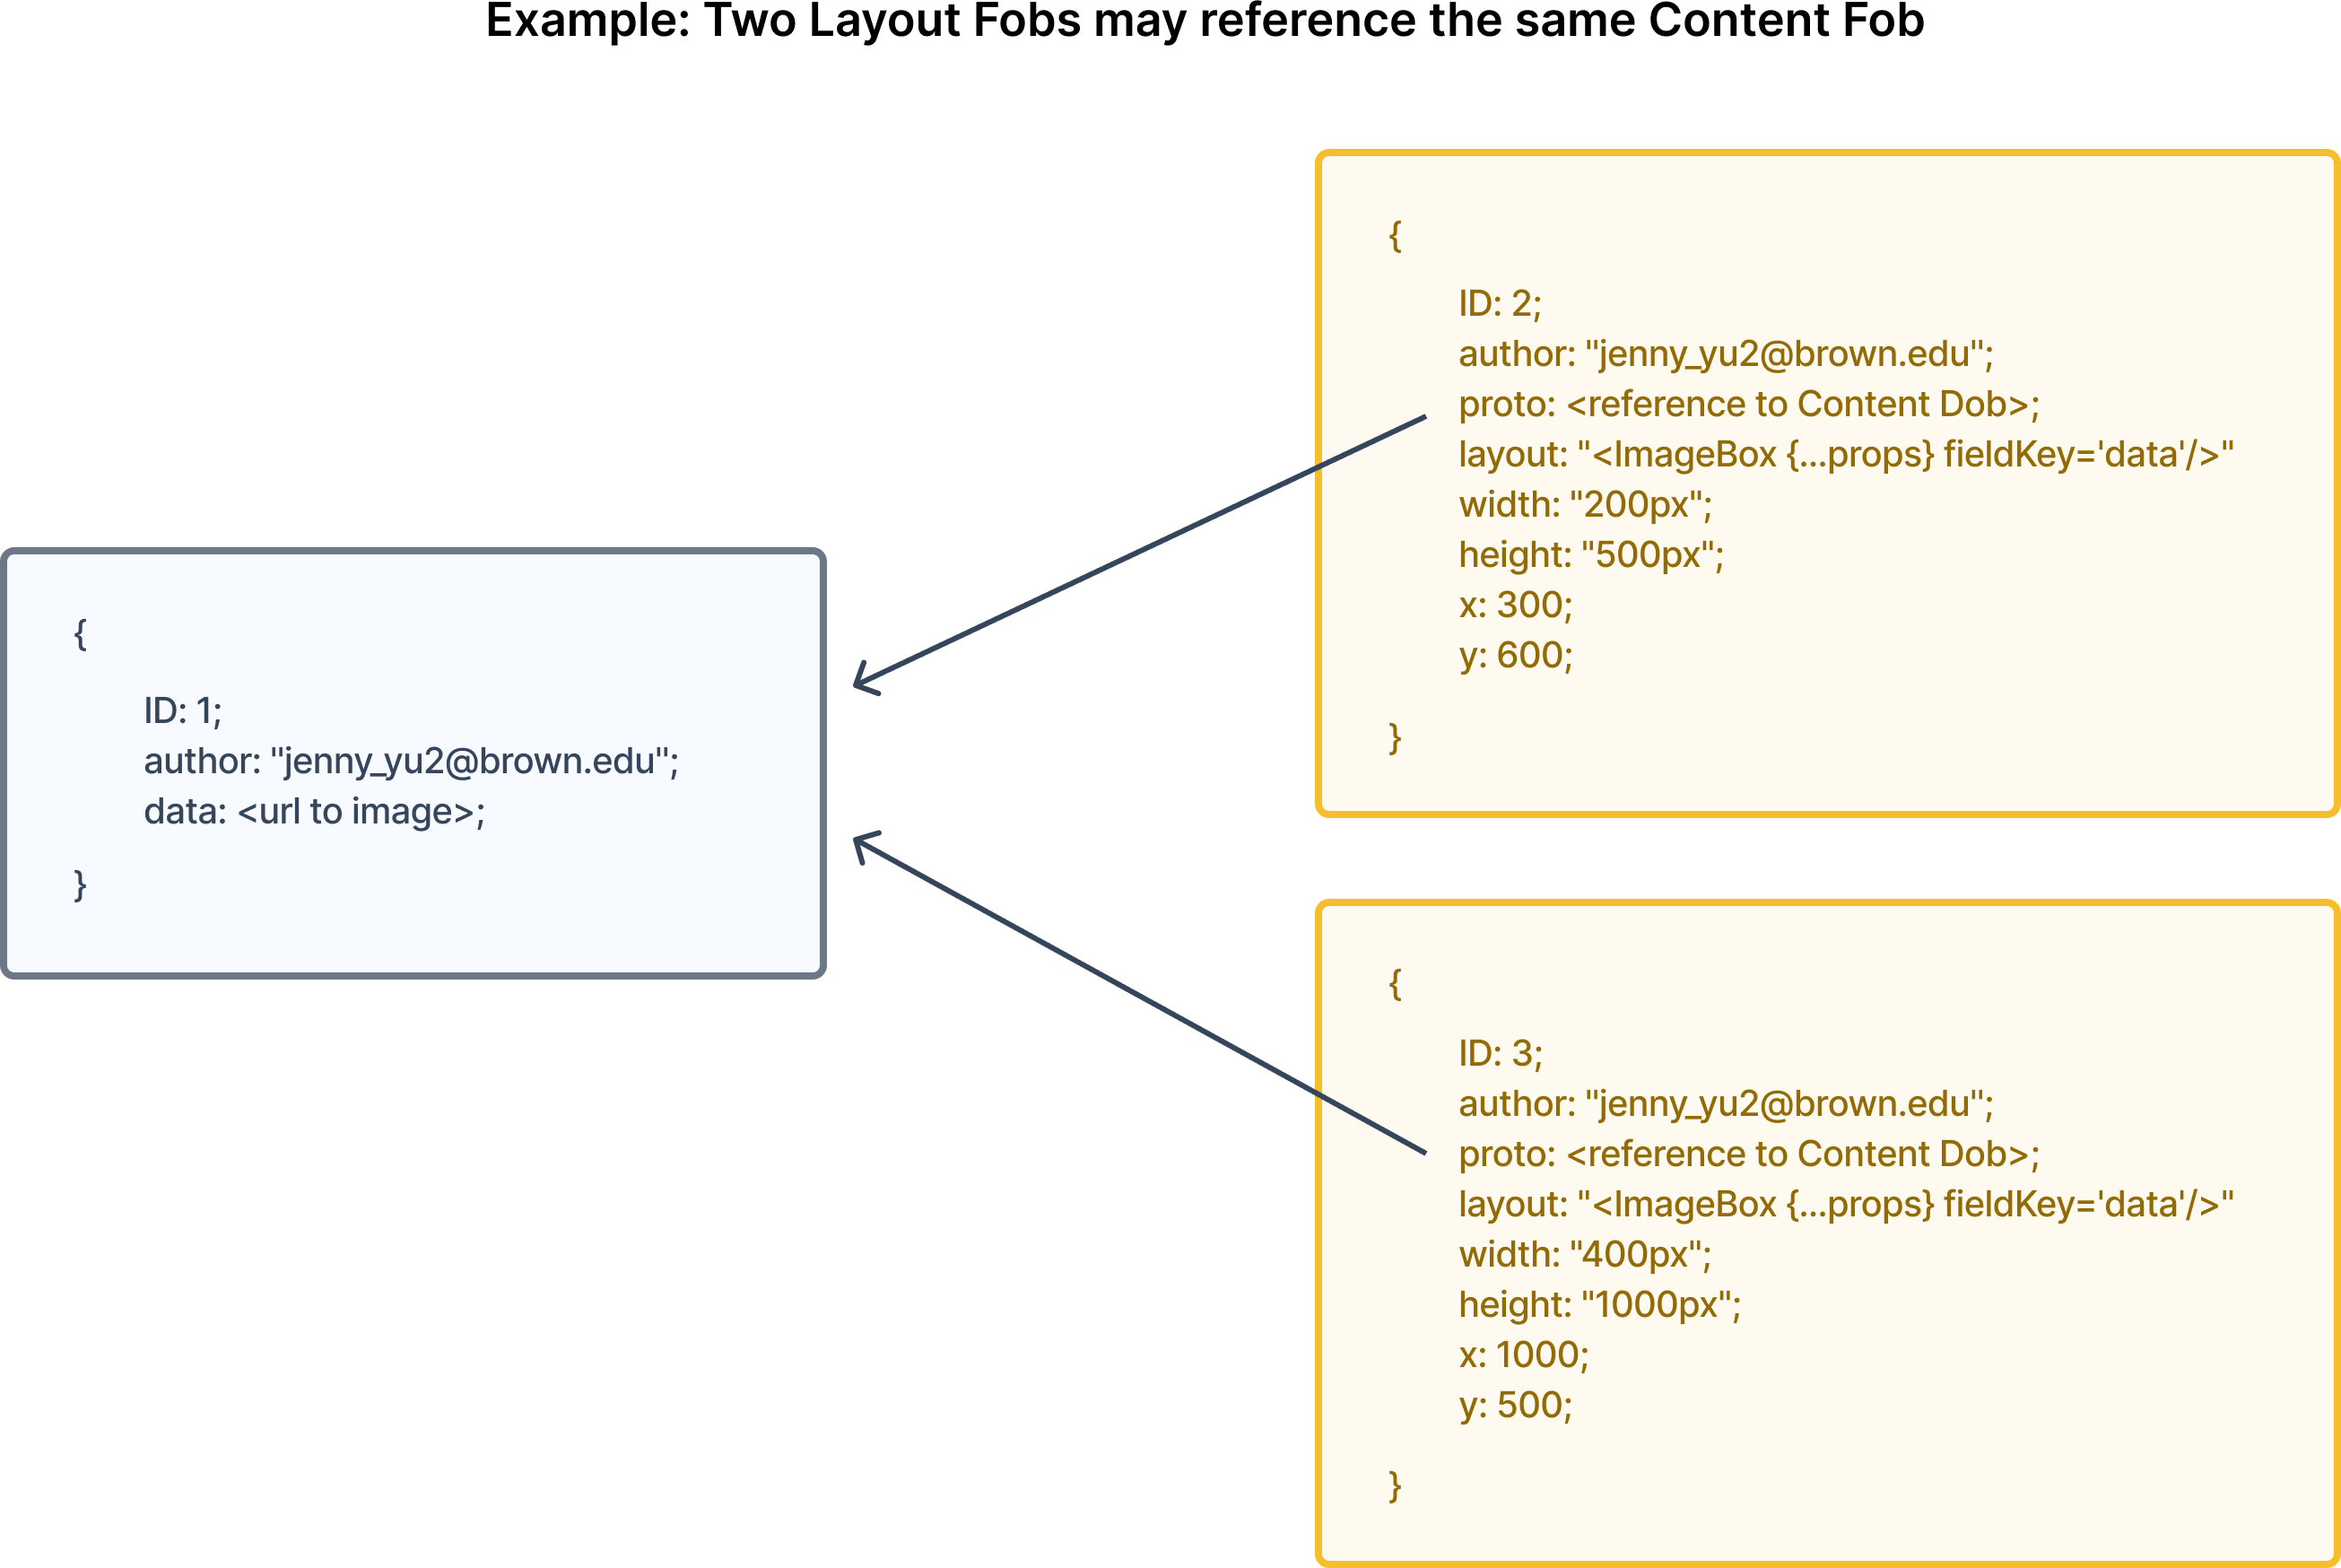 Example: Two Layout Fobs may reference the same Content Fob
{
ID: 1;
author: "jenny_yu2@brown.edu";
data: <url to image>;
}
{
ID: 2;
author: "jenny_yu2@brown.edu";
proto: <reference to Content Dob>;
layout: "<ImageBox {...props} fieldKey='data'/>"
width: "200px";
height: "500px";
x: 300;
y: 600;
}
{
ID: 3;
author: "jenny_yu2@brown.edu";
proto: <reference to Content Dob>;
layout: "<ImageBox {...props} fieldKey='data'/>"
width: "400px";
height: "1000px";
x: 1000;
y: 500;
}